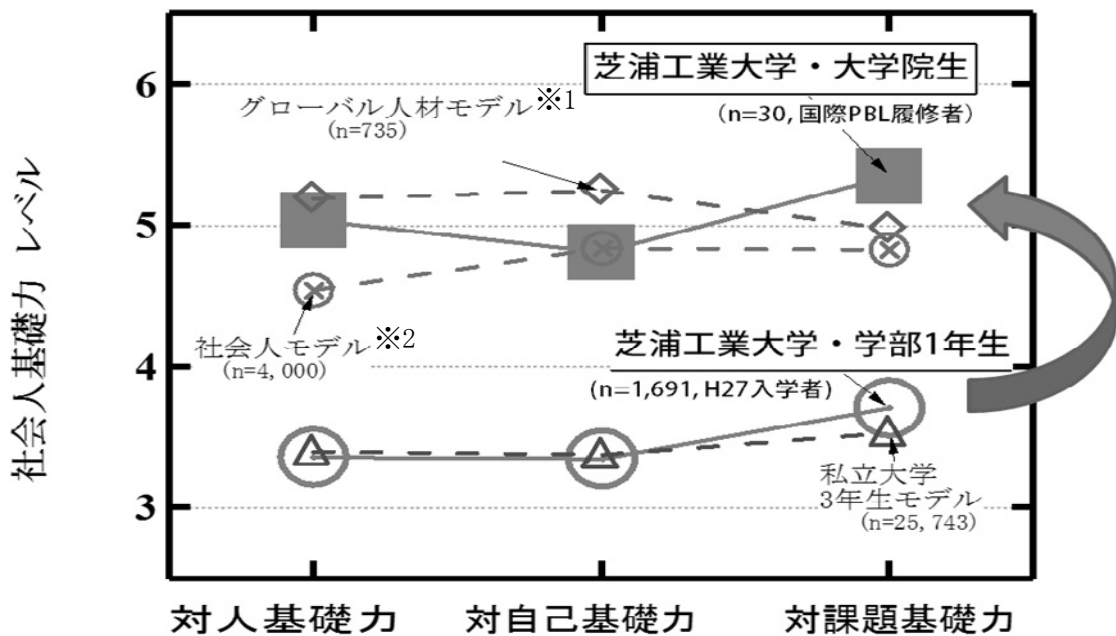 社会人基礎力 レベル
6
5
4
3
芝浦工業大学・大学院生
(n=30, 国際PBL履修者)
グローバル人材モデル※1
(n=735)
社会人モデル※2
(n=4,000)
芝浦工業大学・学部1年生
(n=1,691, H27入学者)
私立大学
3年生モデル
(n=25,743)
対人基礎力 対自己基礎力 対課題基礎力